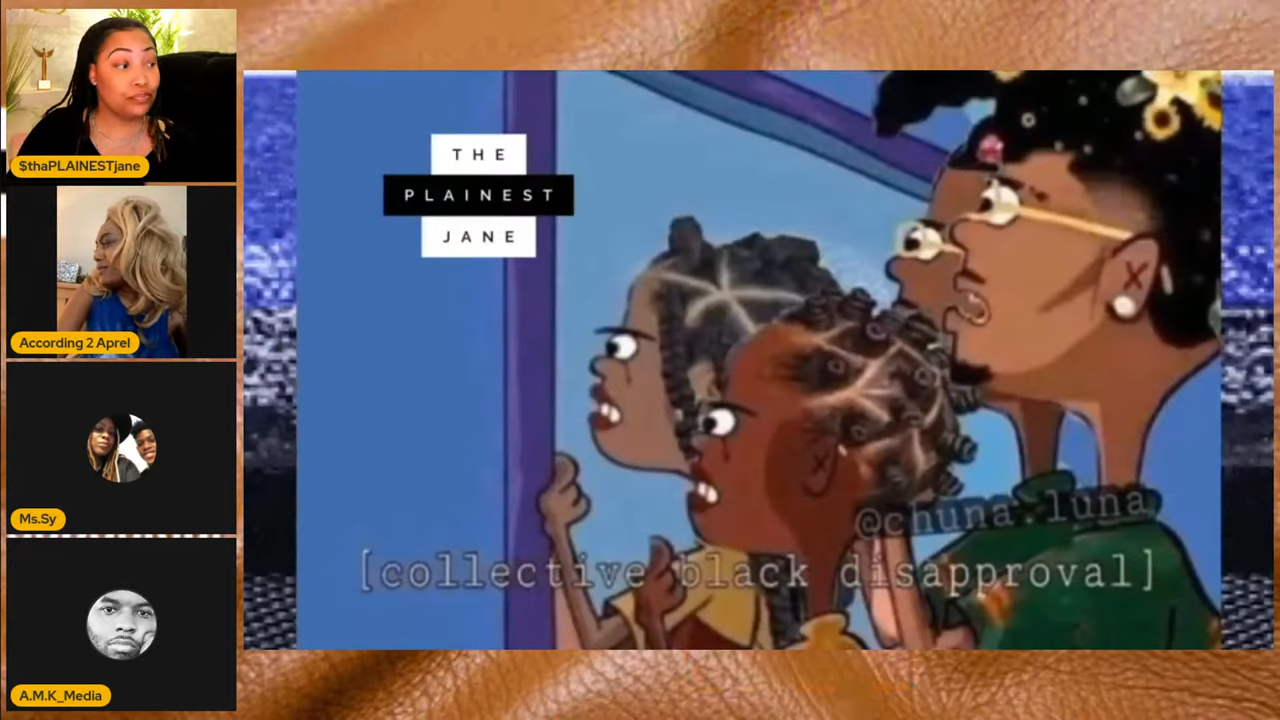 $thaPLAINESTjane
According 2 Aprel
Ms.Sy
A.M.K_Media
THE
PLAINEST
JANE
@chuna.luna
[collective black disapproval]